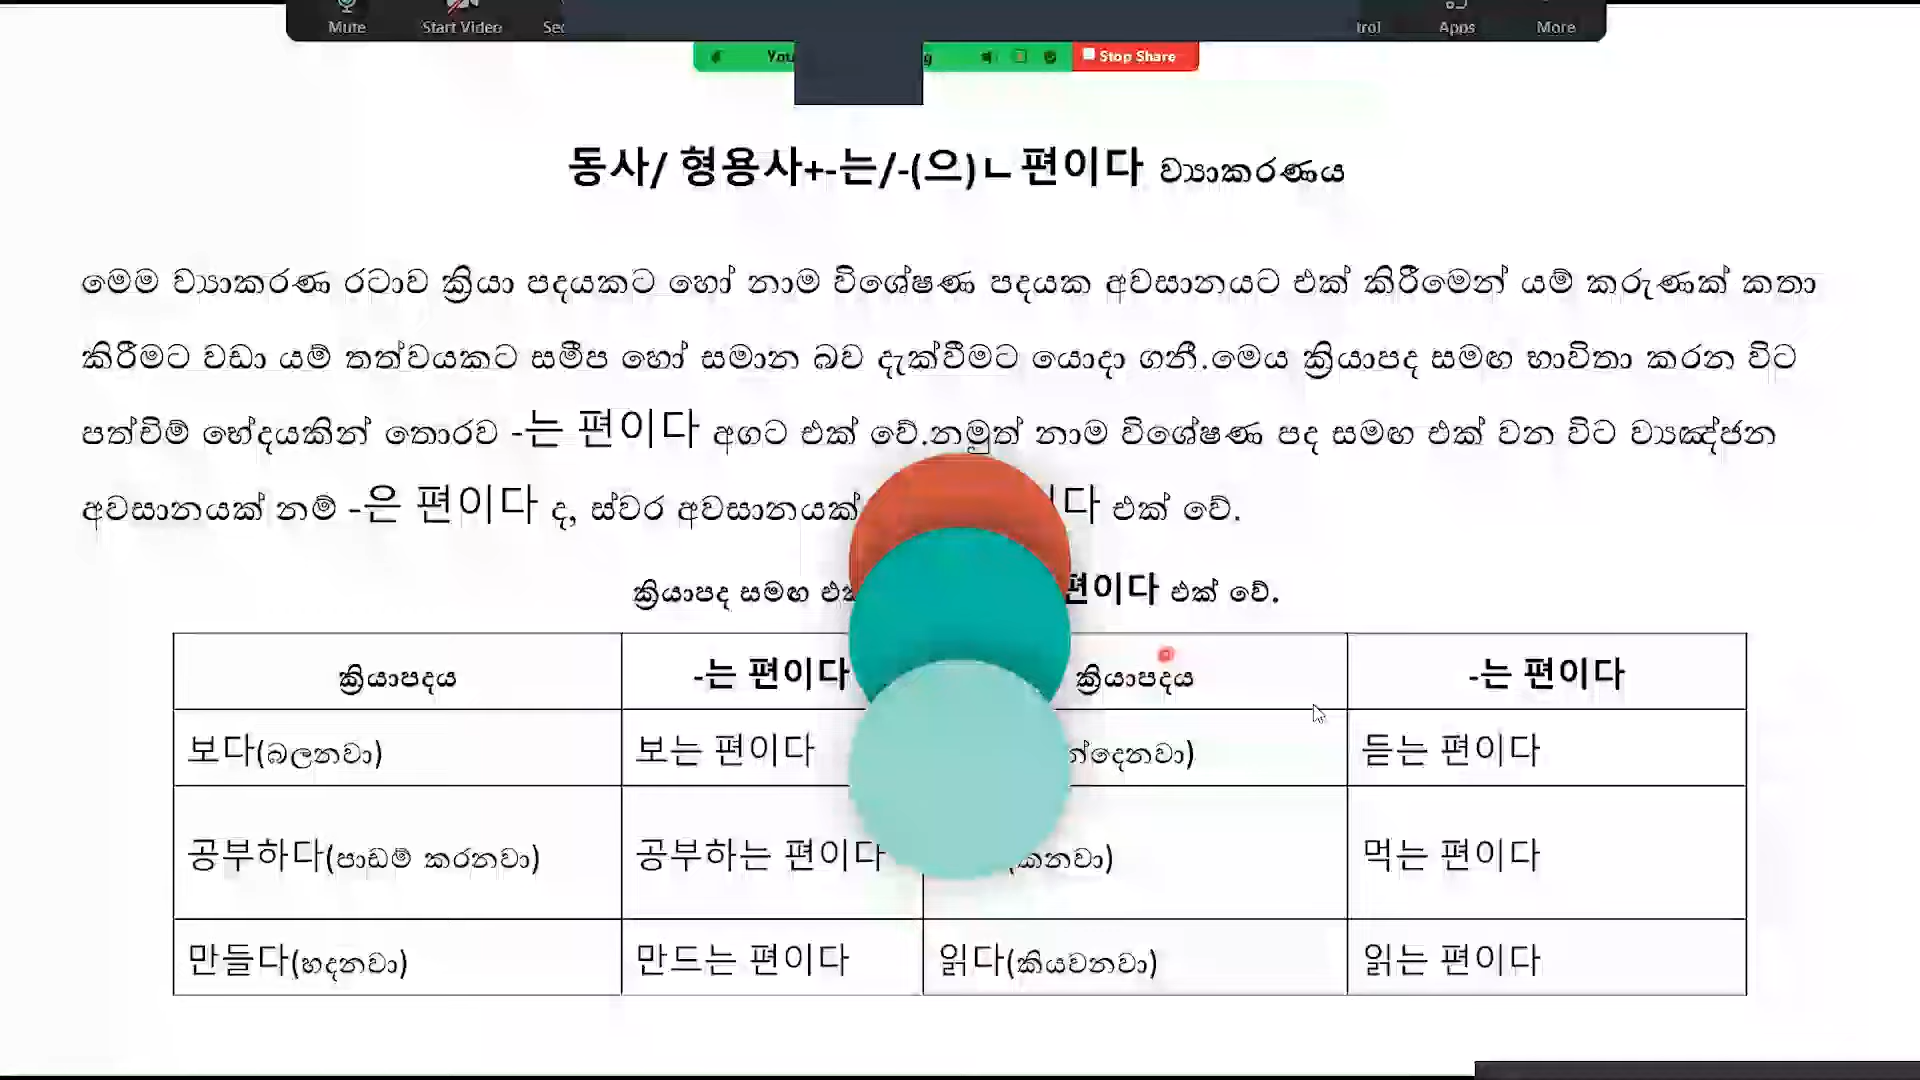 Mute
Start Video
Apps
More
Stop Share
동사/ 형용사+-는/-(으)ㄴ편이다 ව්‍යාකරණය
මෙම ව්‍යාකරණ රටාව ක්‍රියා පදයකට හෝ නාම විශේෂණ පදයක අවසානයට එක් කිරීමෙන් යම් කරුණක් කතා
කිරීමට වඩා යම් තත්වයකට සමීප හෝ සමාන බව දැක්වීමට යොදා ගනී.මෙය ක්‍රියාපද සමඟ භාවිතා කරන විට
පත්චිම් භේදයකින් තොරව -는 편이다 අගට එක් වේ.නමුත් නාම විශේෂණ පද සමඟ එක් වන විට ව්‍යඤ්ජන
අවසානයක් නම් -은 편이다 ද, ස්වර අවසානයක් එක් වේ.
ක්‍රියාපද සමඟ 편이다 එක් වේ.
ක්‍රියාපදය -는 편이다 ක්‍රියාපදය -는 편이다
보다(බලනවා) 보는 편이다 듣는 편이다
공부하다(පාඩම් කරනවා) 공부하는 편이다 먹는 편이다
만들다(හදනවා) 만드는 편이다 읽다(කියවනවා) 읽는 편이다